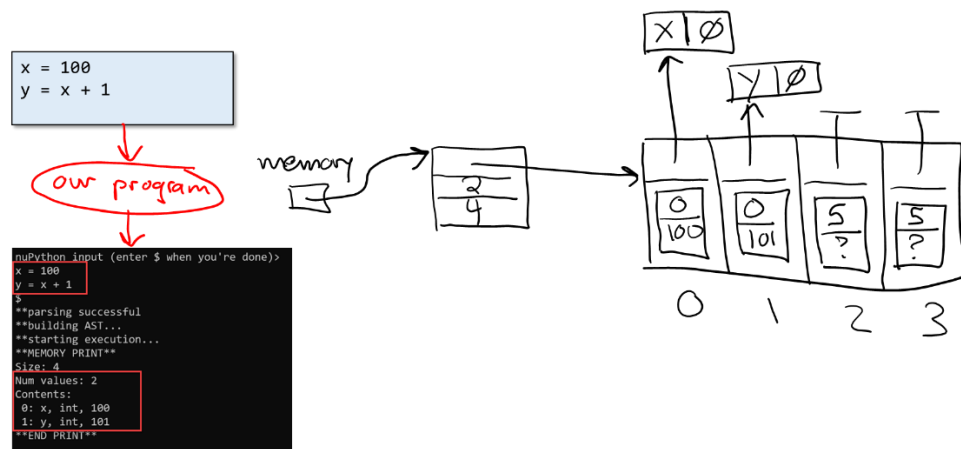 x = 100
y = x + 1
our program
nuPython input (enter $ when you're done)>
x = 100
y = x + 1
$
**parsing successful
**building AST...
**starting execution...
**MEMORY PRINT**
Size: 4
Num values: 2
Contents:
0: x, int, 100
1: y, int, 101
**END PRINT**
memory
2
4
x ∅
y ∅
0 0 5 5
100 101 ? ?
0 1 2 3